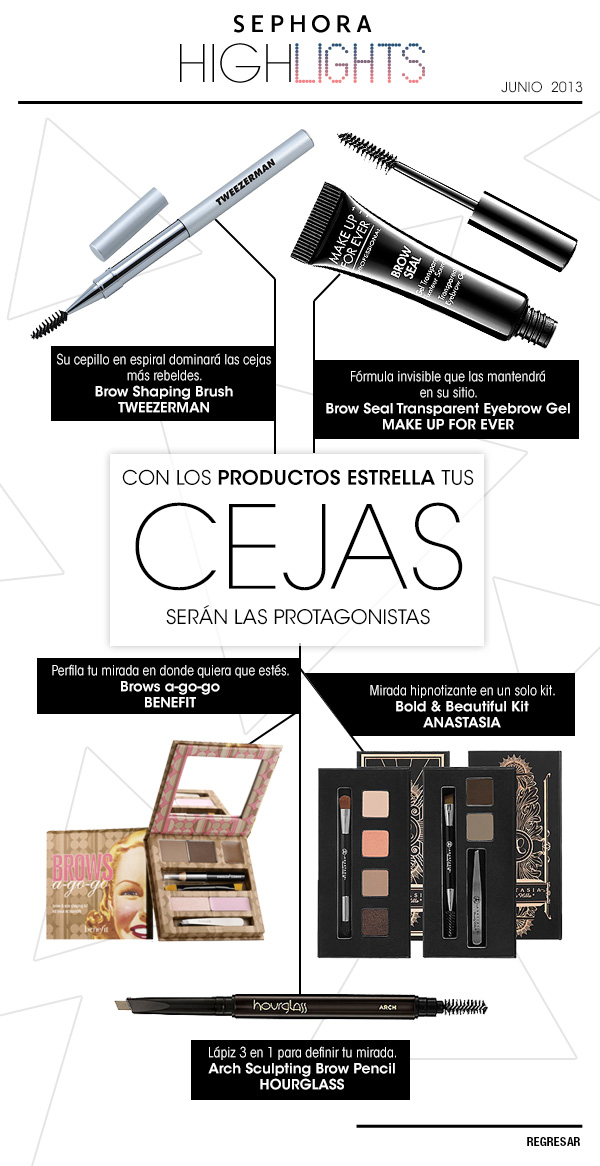 SEPHORA
HIGHLIGHTS
JUNIO 2013
TWEEZERMAN
MAKE UP
FOR EVER
PROFESSIONAL
BROW
SEAL
Su cepillo en espiral dominará las cejas
más rebeldes.
Brow Shaping Brush
TWEEZERMAN
Fórmula invisible que las mantendrá
en su sitio.
Brow Seal Transparent Eyebrow Gel
MAKE UP FOR EVER
CON LOS PRODUCTOS ESTRELLA TUS
CEJAS
SERÁN LAS PROTAGONISTAS
Perfila tu mirada en donde quiera que estés.
Brows a-go-go
BENEFIT
Mirada hipnotizante en un solo kit.
Bold & Beautiful Kit
ANASTASIA
BROWS
a-go-go
benefit
hourglass
ARCH
Lápiz 3 en 1 para definir tu mirada.
Arch Sculpting Brow Pencil
HOURGLASS
REGRESAR